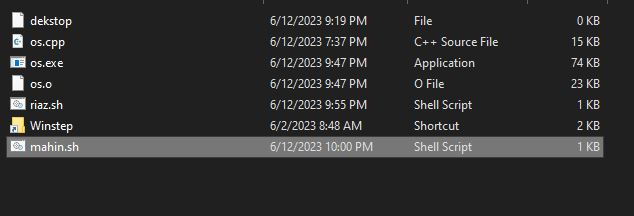 dekstop 6/12/2023 9:19 PM File 0 KB
os.cpp 6/12/2023 7:37 PM C++ Source File 15 KB
os.exe 6/12/2023 9:47 PM Application 74 KB
os.o 6/12/2023 9:47 PM O File 23 KB
riaz.sh 6/12/2023 9:55 PM Shell Script 1 KB
Winstep 6/2/2023 8:48 AM Shortcut 2 KB
mahin.sh 6/12/2023 10:00 PM Shell Script 1 KB